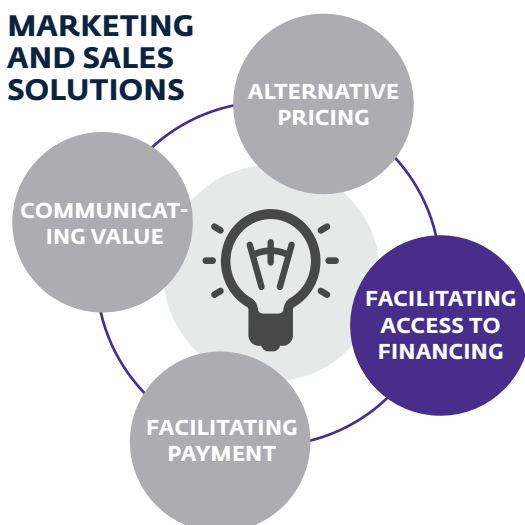 MARKETING
AND SALES
SOLUTIONS
ALTERNATIVE
PRICING
COMMUNICAT-
ING VALUE
FACILITATING
ACCESS TO
FINANCING
FACILITATING
PAYMENT